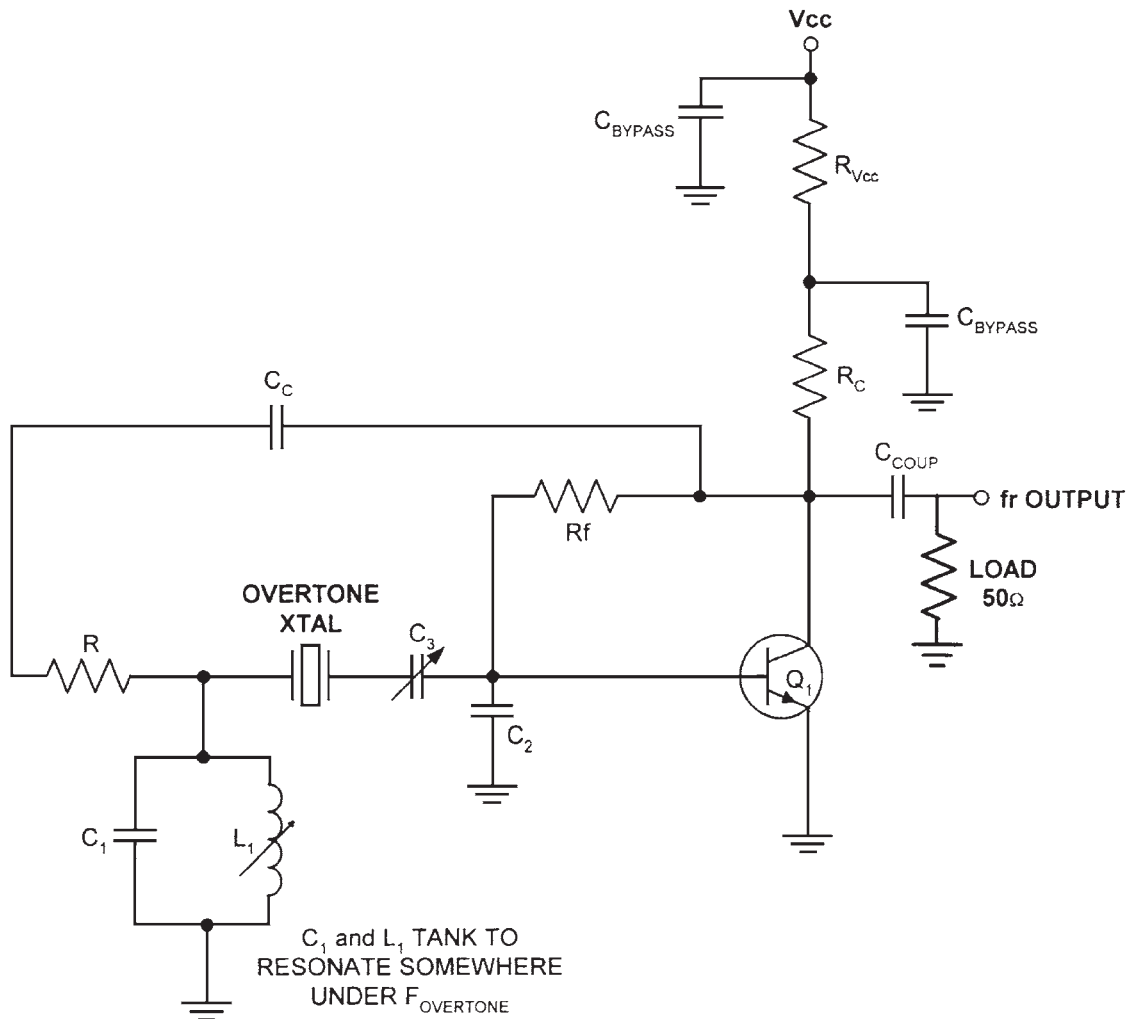 Vcc
C_BYPASS
R_Vcc
C_BYPASS
R_C
C_C
C_COUP
fr OUTPUT
Rf
LOAD
50Ω
OVERTONE
XTAL
R
C_3
Q_1
C_2
C_1
L_1
C_1 and L_1 TANK TO
RESONATE SOMEWHERE
UNDER F_OVERTONE